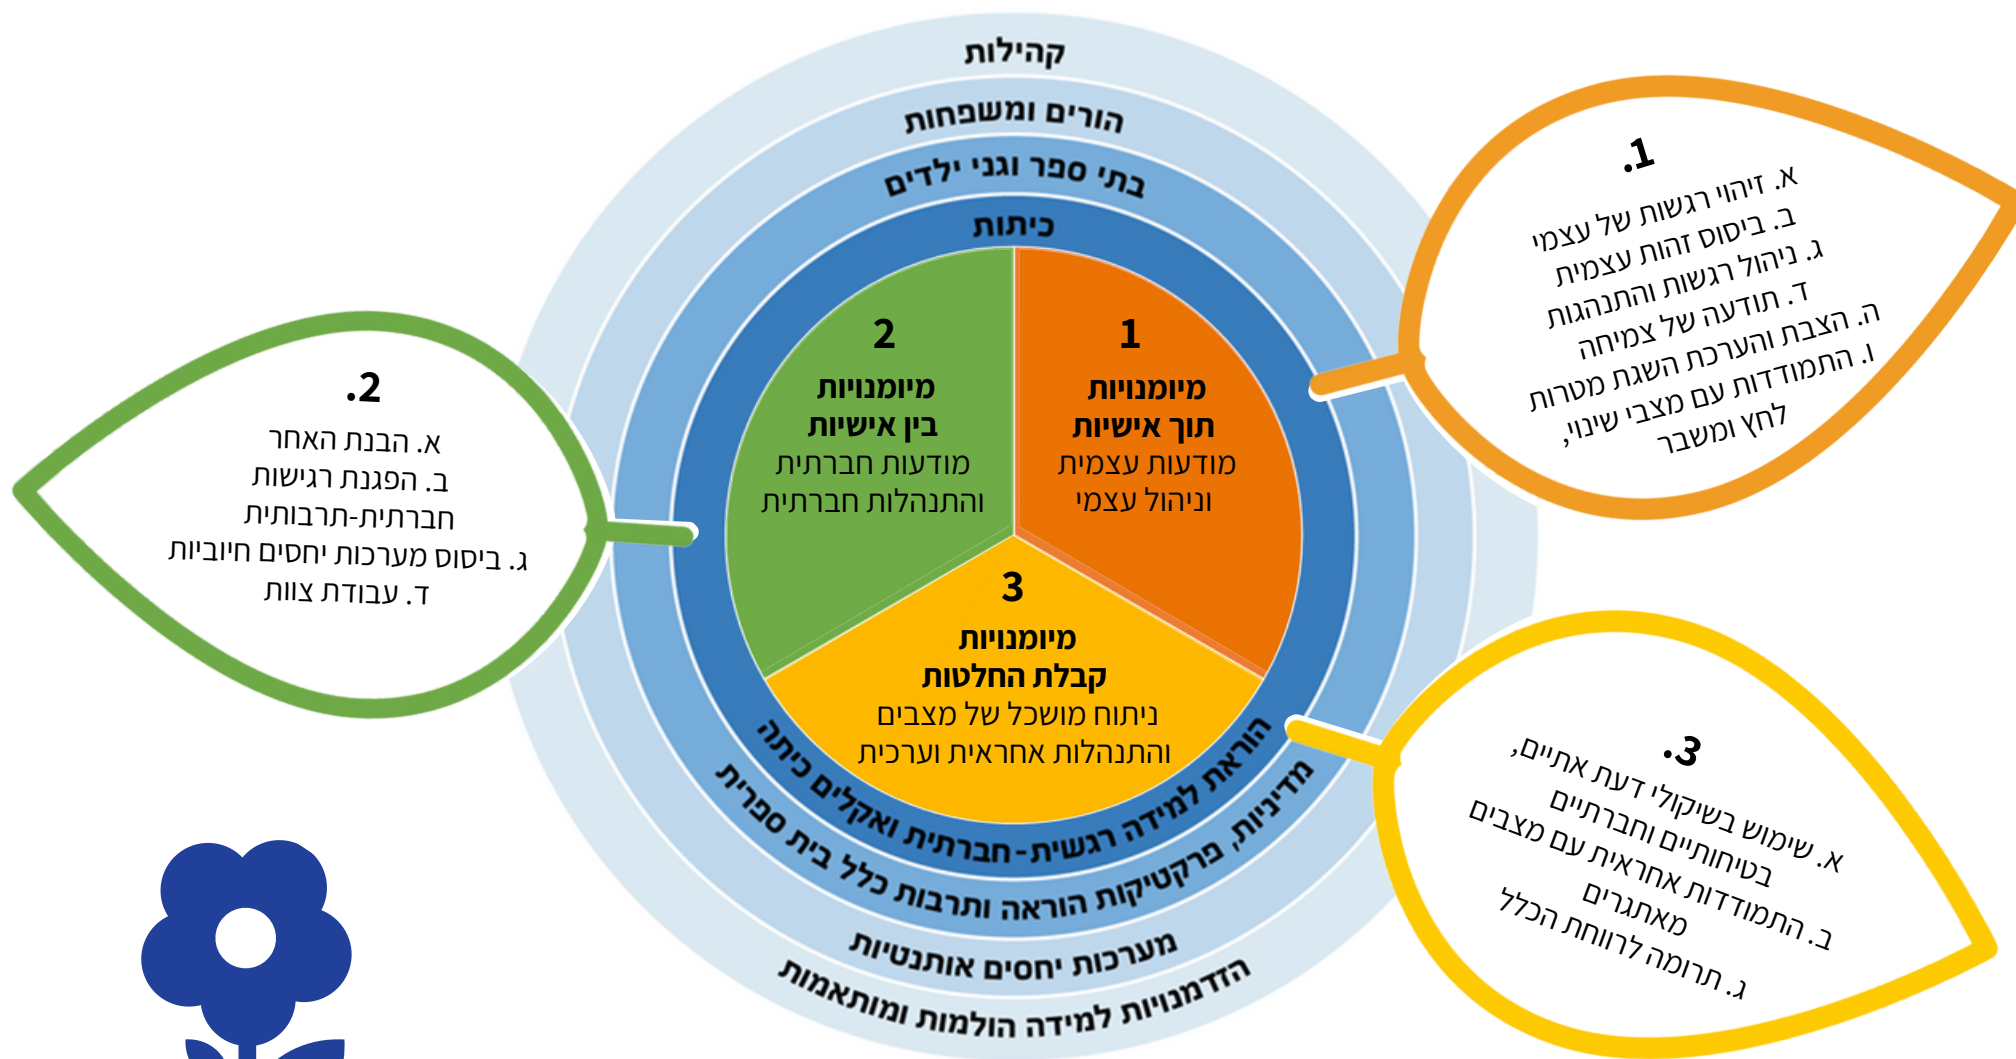 קהילות
הורים ומשפחות
בתי ספר וגני ילדים
כיתות
1
מיומנויות
תוך אישיות
מודעות עצמית
וניהול עצמי
2
מיומנויות
בין אישיות
מודעות חברתית
והתנהלות חברתית
3
מיומנויות
קבלת החלטות
ניתוח מושכל של מצבים
והתנהלות אחראית וערכית
הוראת למידה רגשית-חברתית ואקלים כיתה
מדיניות, פרקטיקות הוראה ותרבות כלל בית ספרית
מערכות יחסים אותנטיות
הזדמנויות למידה הולמות ומותאמות
1.
א. זיהוי רגשות של עצמי
ב. ביסוס זהות עצמית
ג. ניהול רגשות והתנהגות
ד. תודעה של צמיחה
ה. הצבת והערכת השגת מטרות
ו. התמודדות עם מצבי שינוי,
לחץ ומשבר
2.
א. הבנת האחר
ב. הפגנת רגישות
חברתית-תרבותית
ג. ביסוס מערכות יחסים חיוביות
ד. עבודת צוות
3.
א. שימוש בשיקולי דעת אתיים,
בטיחותיים וחברתיים
ב. התמודדות אחראית עם מצבים
מאתגרים
ג. תרומה לרווחת הכלל